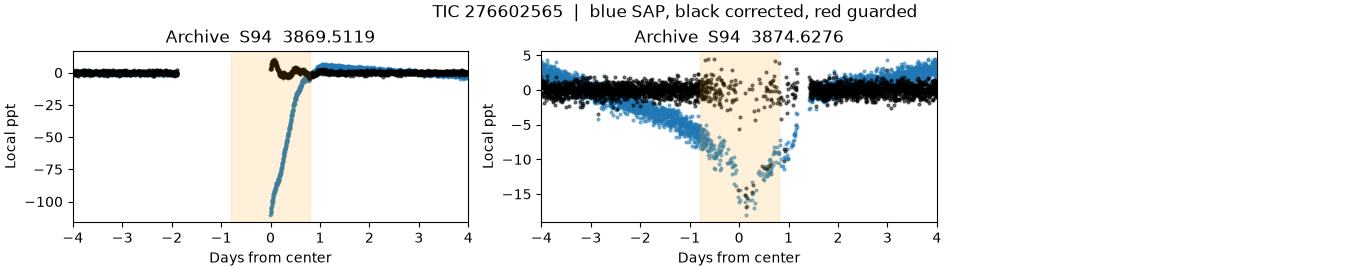 TIC 276602565 | blue SAP, black corrected, red guarded
Archive S94 3869.5119
Archive S94 3874.6276
Local ppt
0
−25
−50
−75
−100
−4 −3 −2 −1 0 1 2 3 4
Days from center
Local ppt
5
0
−5
−10
−15
−4 −3 −2 −1 0 1 2 3 4
Days from center